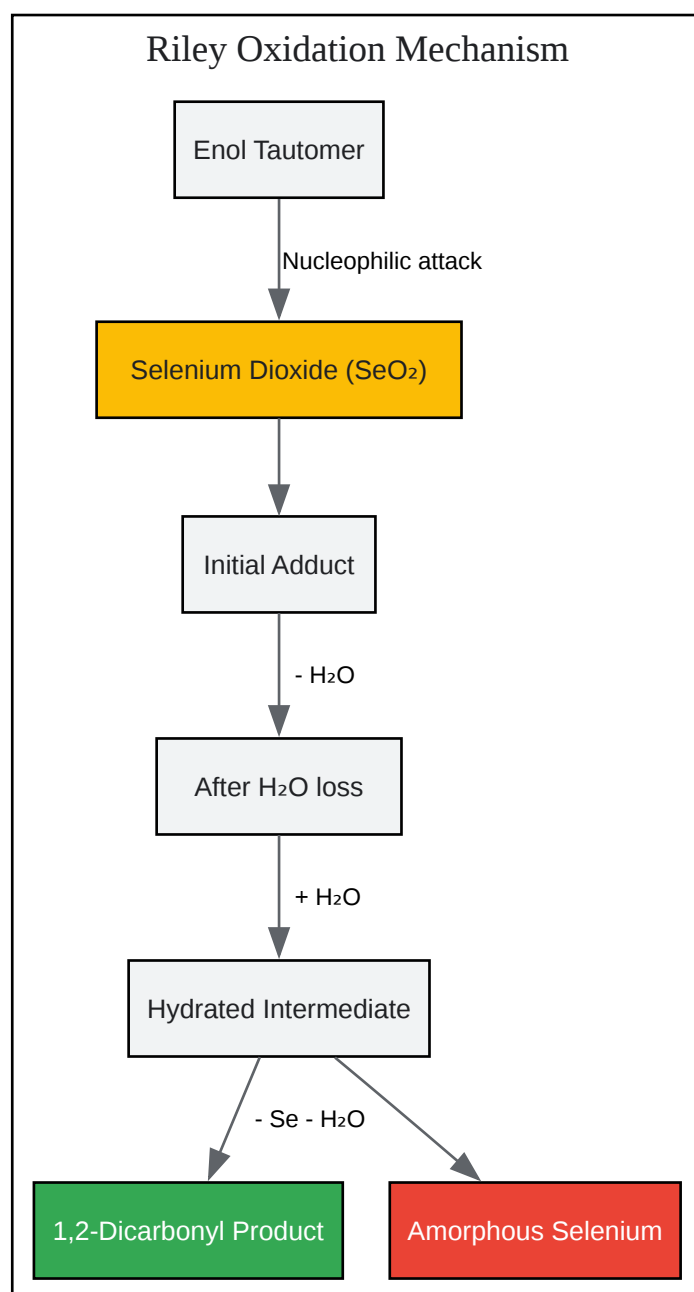 Riley Oxidation Mechanism
Enol Tautomer
Nucleophilic attack
Selenium Dioxide (SeO₂)
Initial Adduct
- H₂O
After H₂O loss
+ H₂O
Hydrated Intermediate
- Se - H₂O
1,2-Dicarbonyl Product
Amorphous Selenium